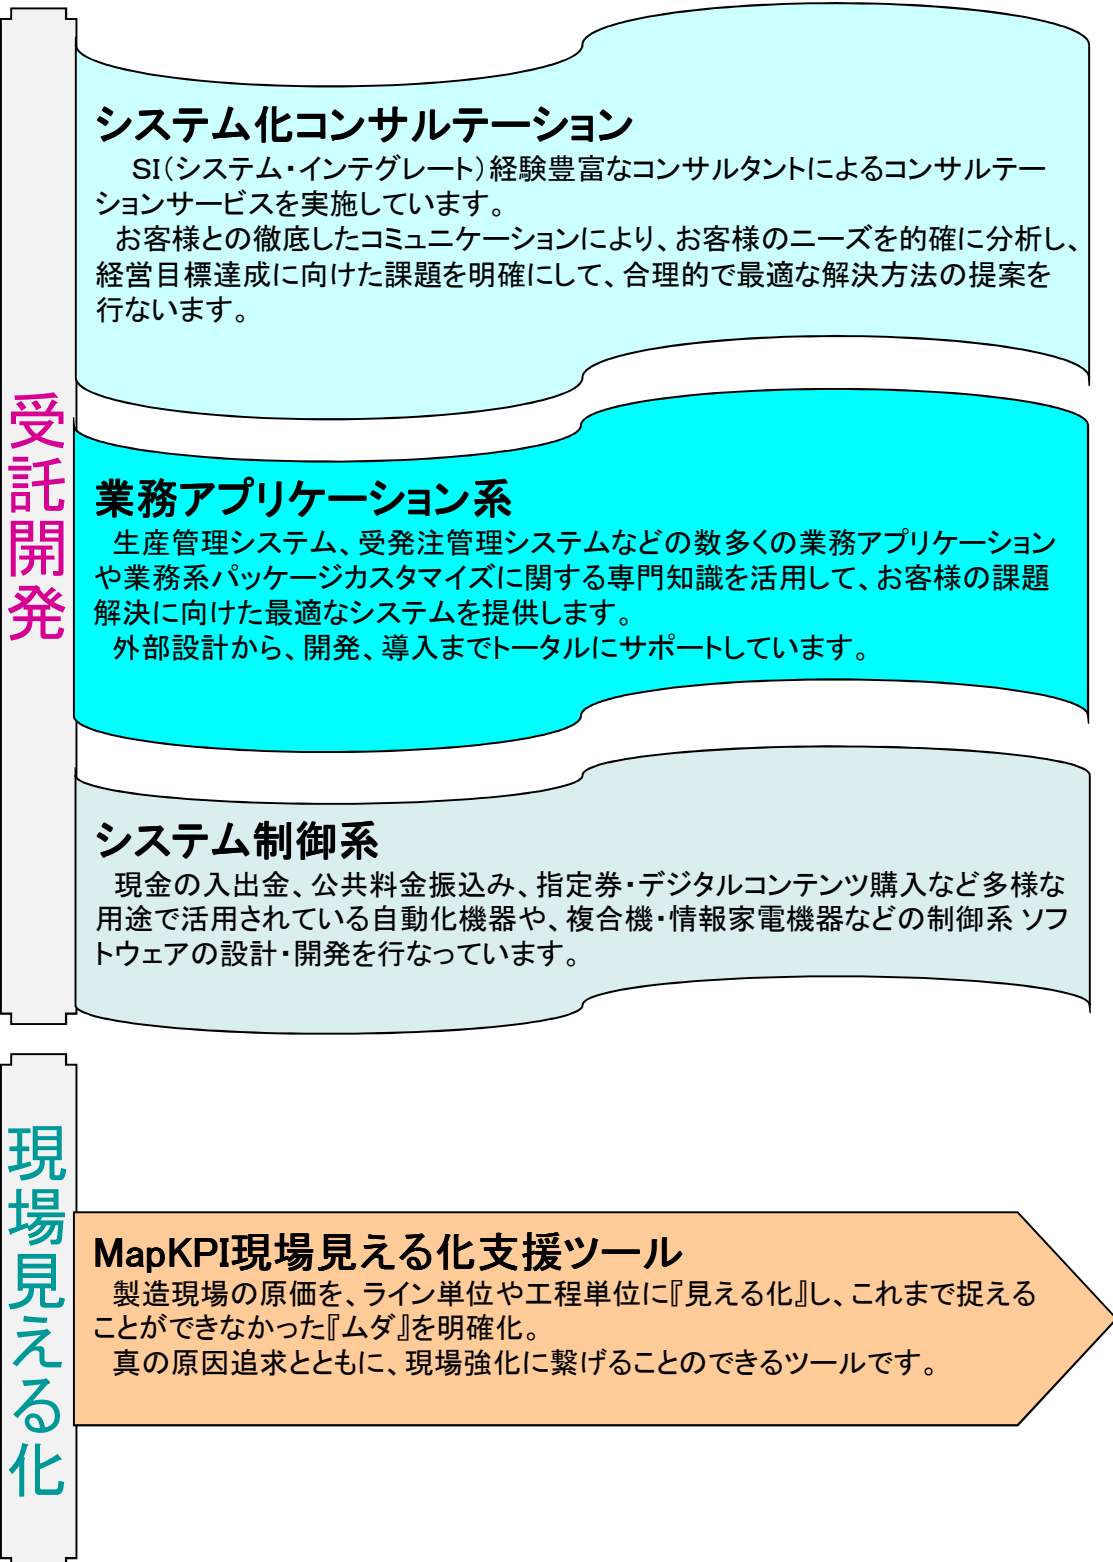 受託開発
システム化コンサルテーション
SI（システム・インテグレート）経験豊富なコンサルタントによるコンサルテー
ションサービスを実施しています。
お客様との徹底したコミュニケーションにより、お客様のニーズを的確に分析し、
経営目標達成に向けた課題を明確にして、合理的で最適な解決方法の提案を
行ないます。
業務アプリケーション系
生産管理システム、受発注管理システムなどの数多くの業務アプリケーション
や業務系パッケージカスタマイズに関する専門知識を活用して、お客様の課題
解決に向けた最適なシステムを提供します。
外部設計から、開発、導入までトータルにサポートしています。
システム制御系
現金の入出金、公共料金振込み、指定券・デジタルコンテンツ購入など多様な
用途で活用されている自動化機器や、複合機・情報家電機器などの制御系 ソフ
トウェアの設計・開発を行なっています。
現場見える化
MapKPI現場見える化支援ツール
製造現場の原価を、ライン単位や工程単位に『見える化』し、これまで捉える
ことができなかった『ムダ』を明確化。
真の原因追求とともに、現場強化に繋げることのできるツールです。